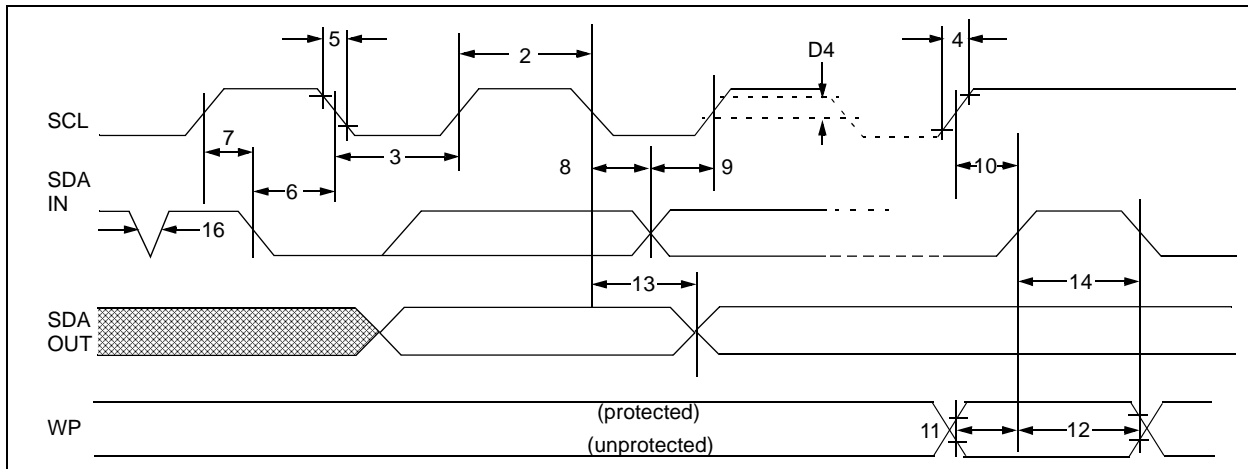 5
2
D4
4
SCL
7
3
8
9
10
SDA
IN
6
16
13
14
SDA
OUT
WP
(protected)
(unprotected)
11
12